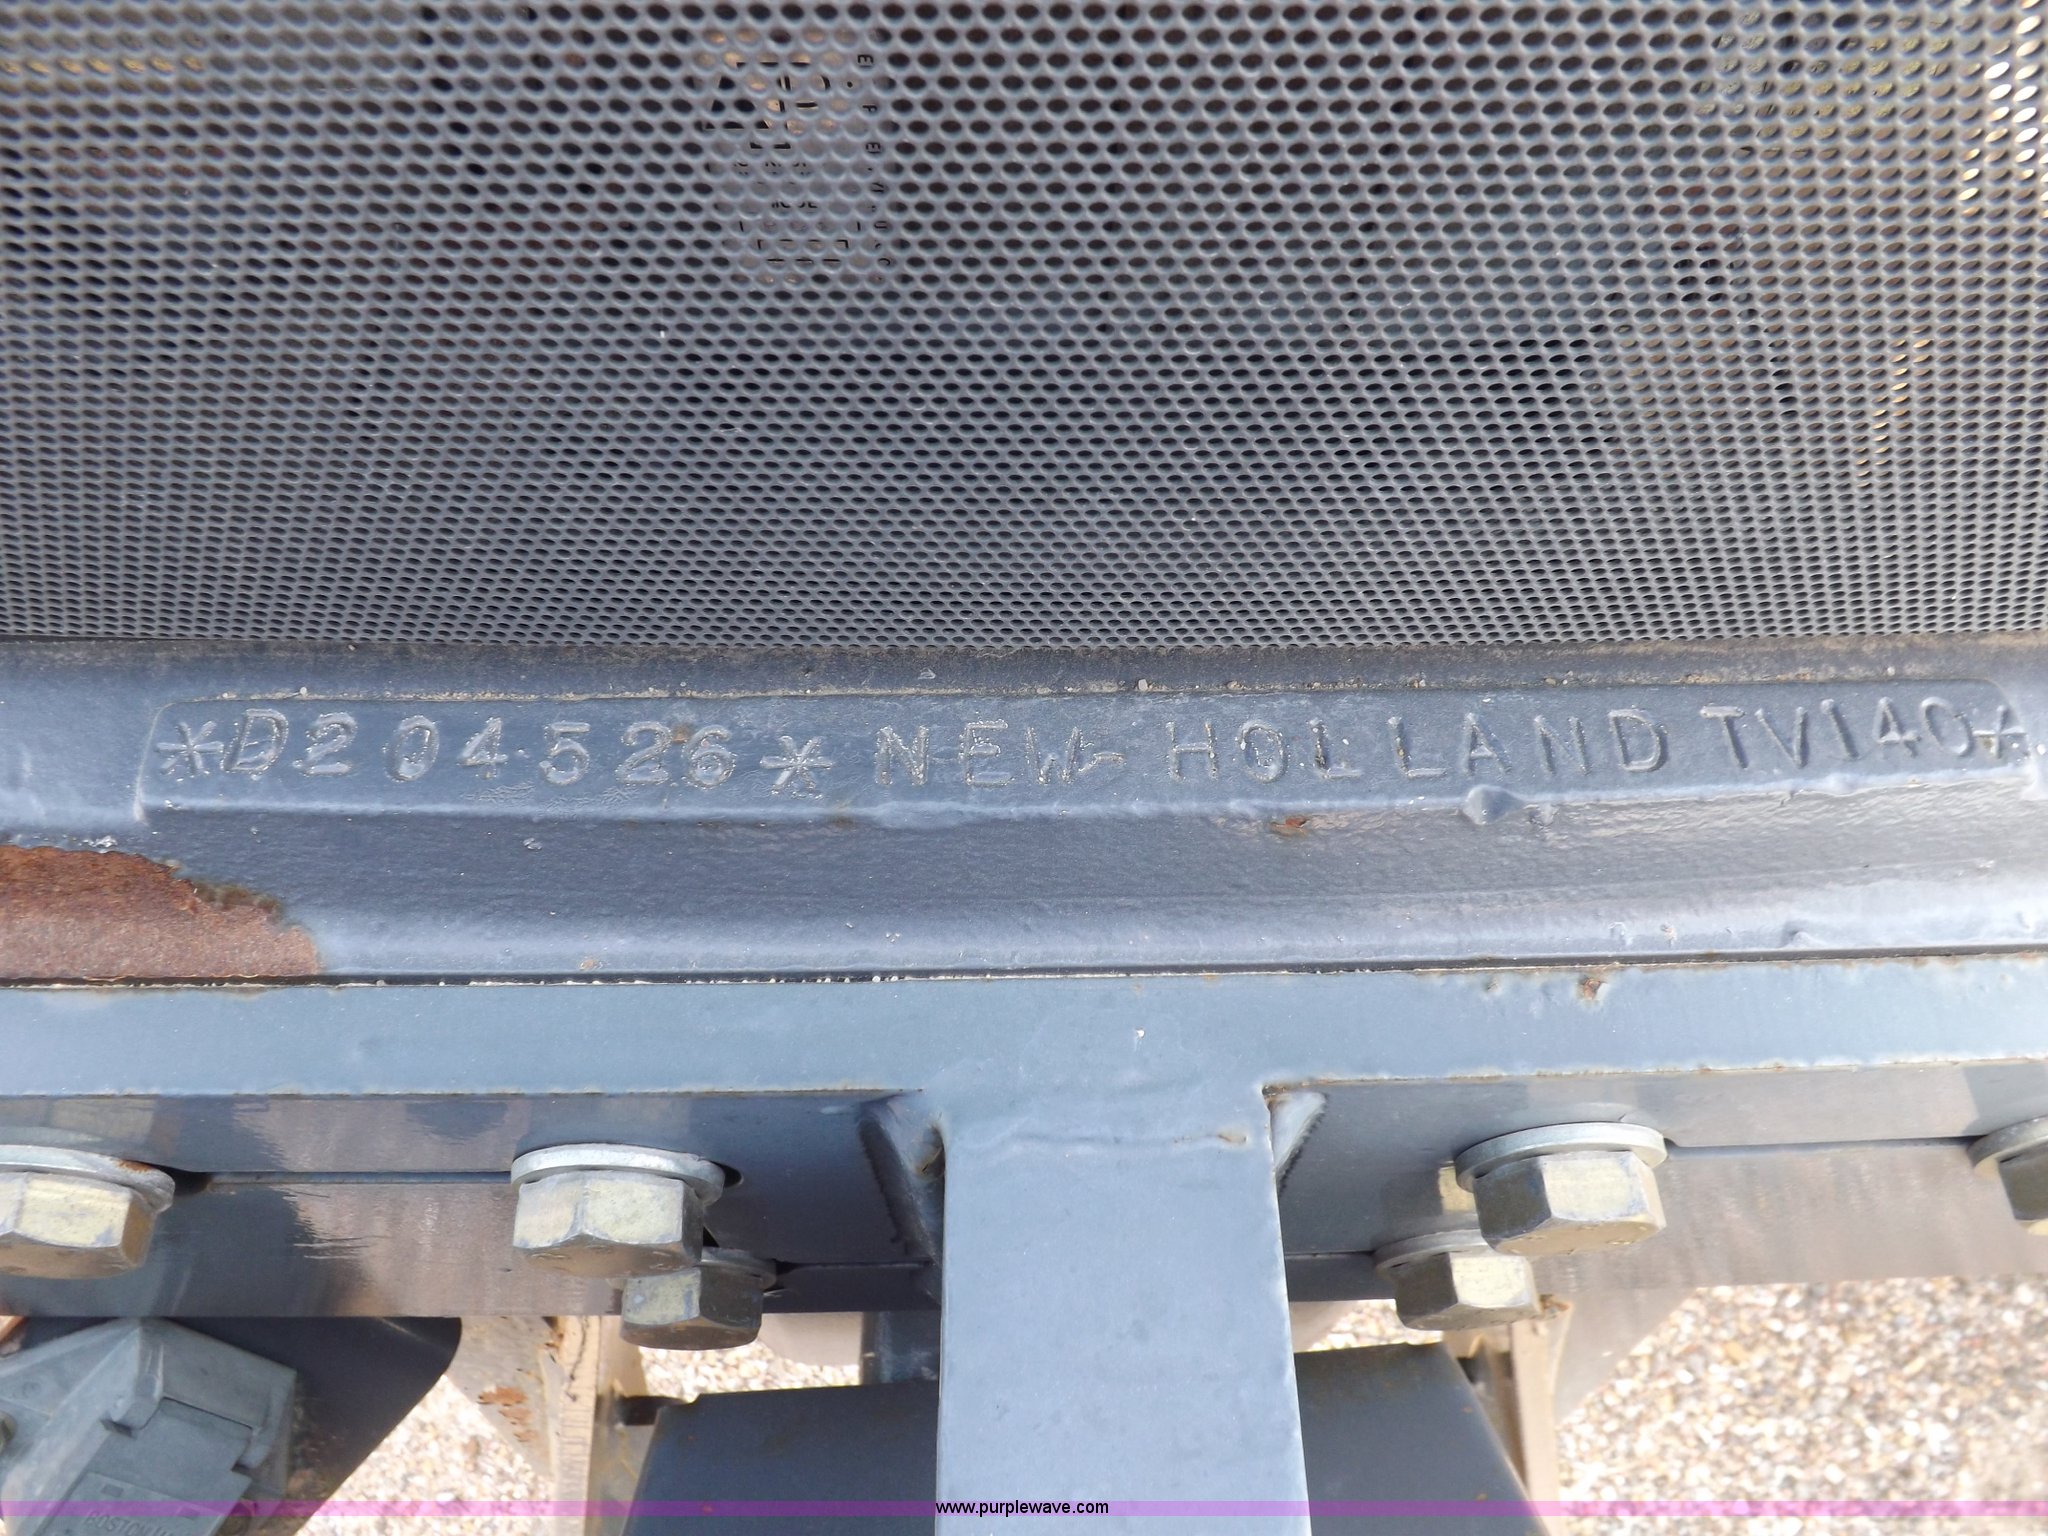 *D204526* NEW HOLLAND TV140*
www.purplewave.com